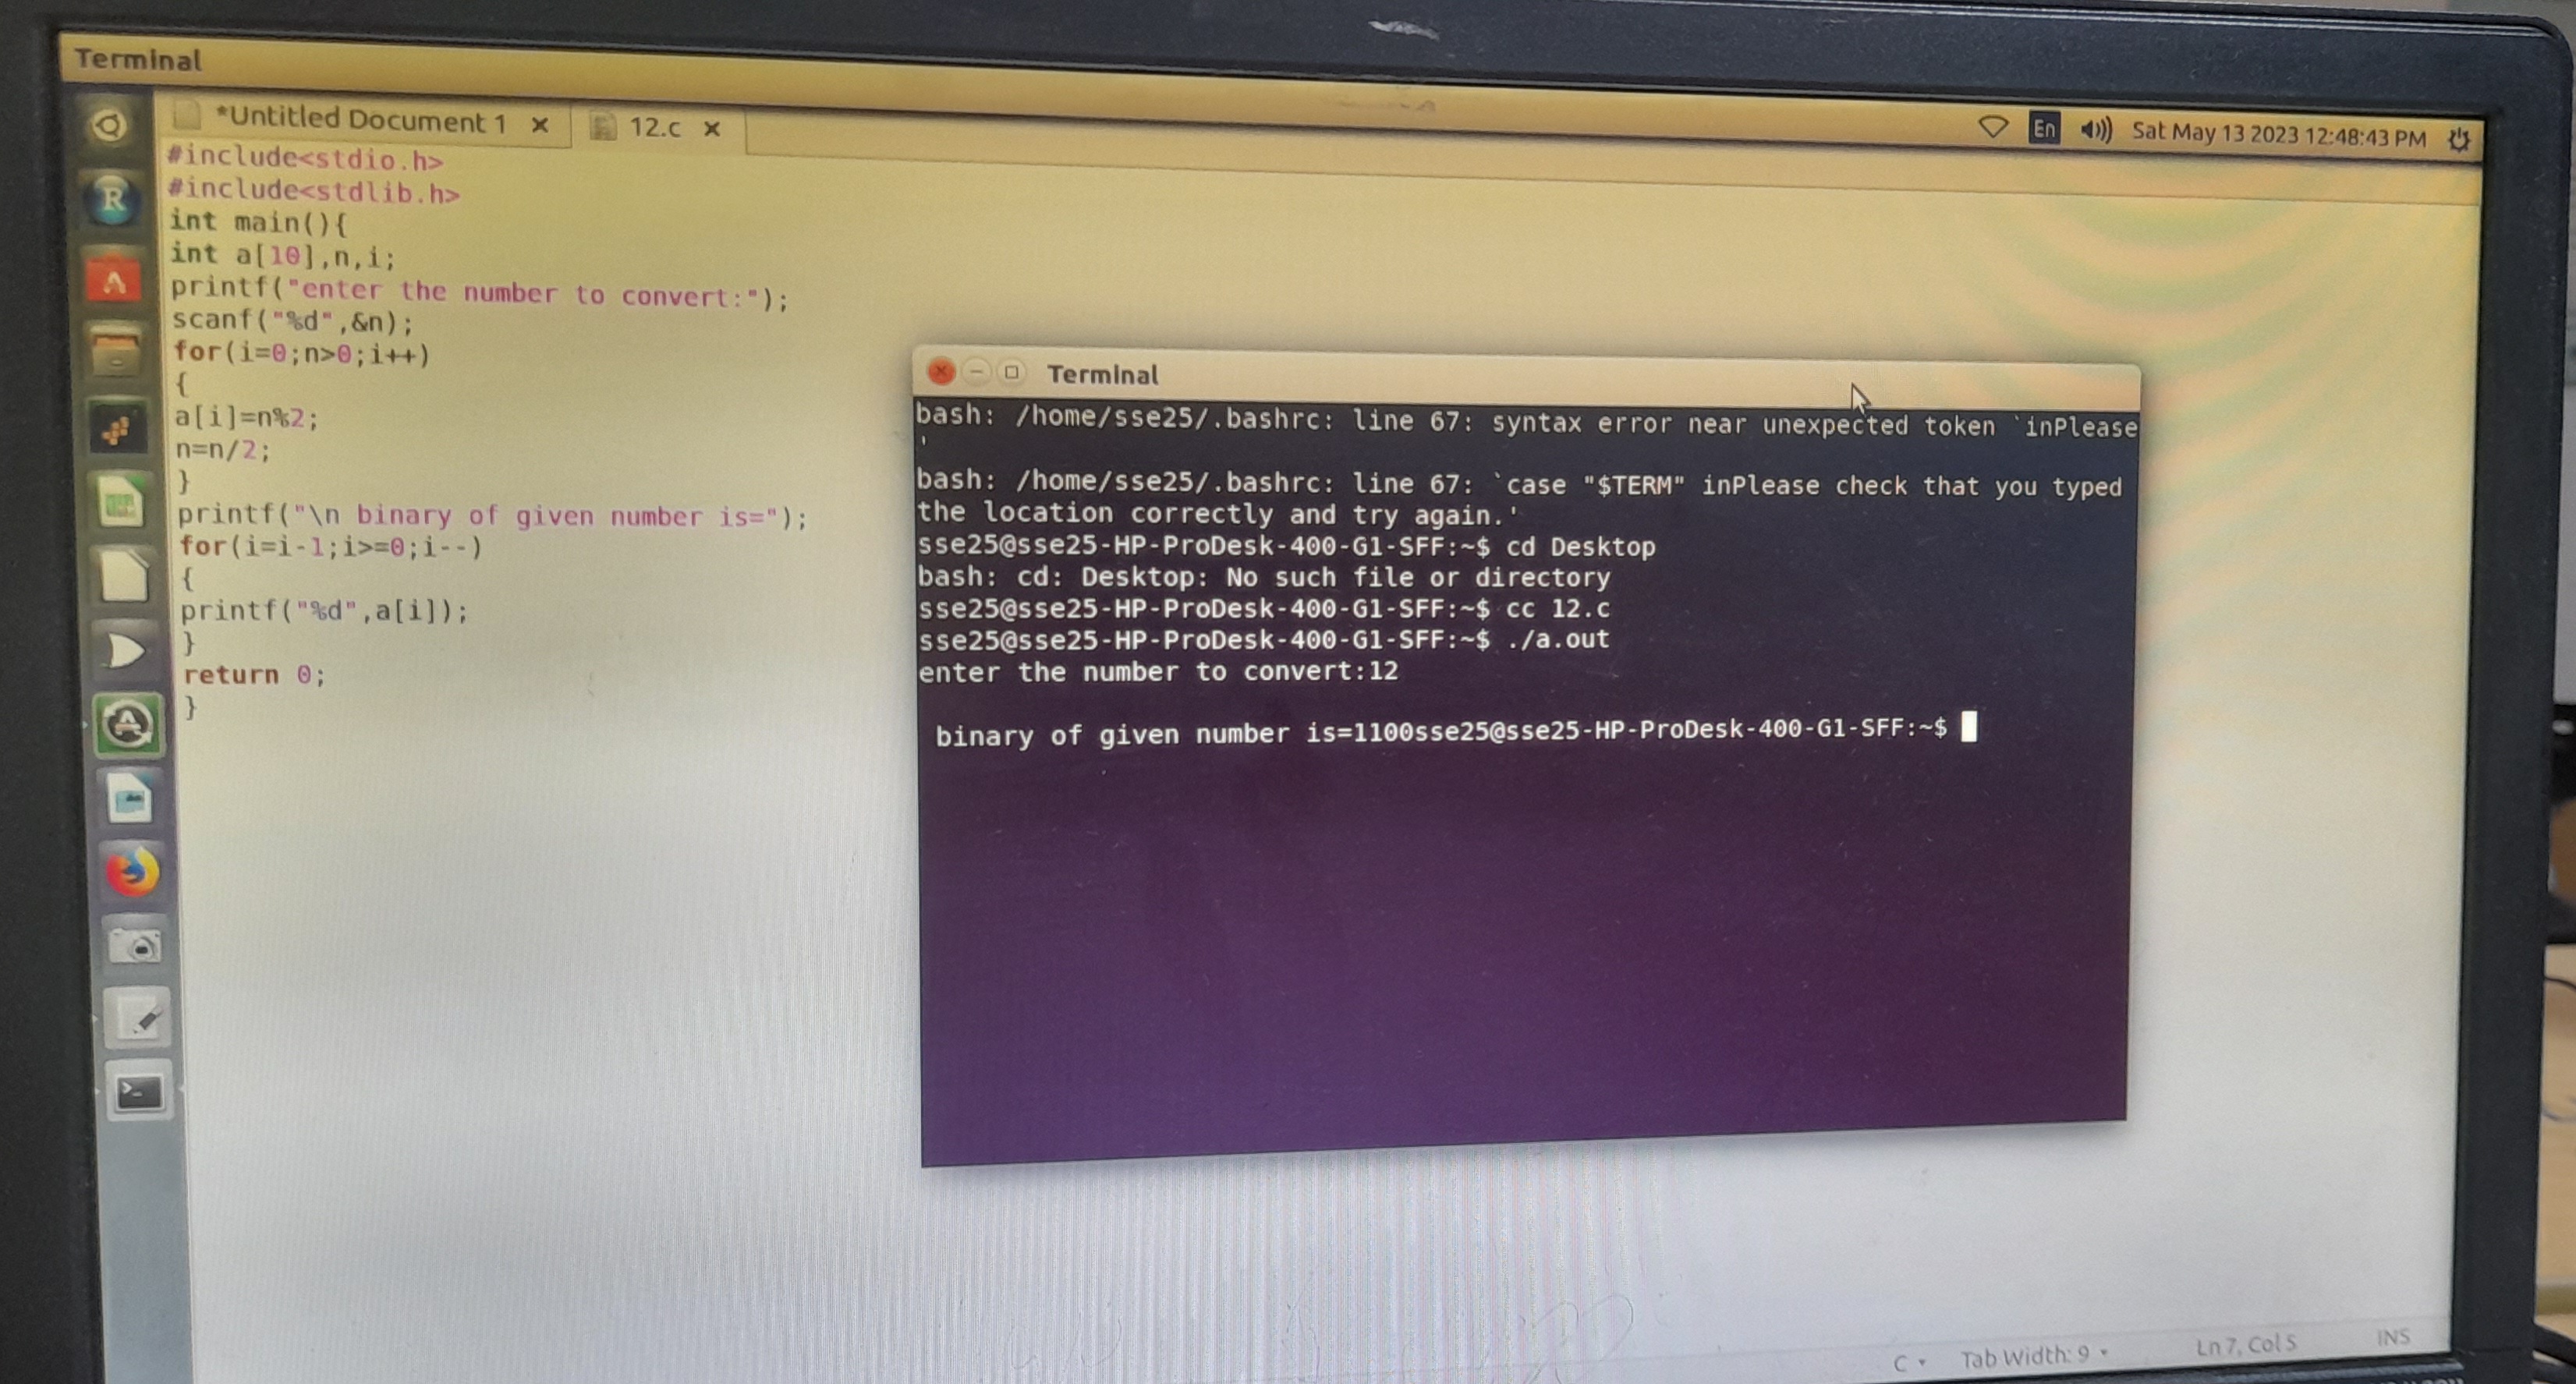 Terminal
*Untitled Document 1 x
12.c x
En
Sat May 13 2023 12:48:43 PM
#include<stdio.h>
#include<stdlib.h>
int main(){
int a[10],n,i;
printf("enter the number to convert:");
scanf("%d",&n);
for(i=0;n>0;i++)
{
a[i]=n%2;
n=n/2;
}
printf("\n binary of given number is=");
for(i=i-1;i>=0;i--)
{
printf("%d",a[i]);
}
return 0;
}
Terminal
bash: /home/sse25/.bashrc: line 67: syntax error near unexpected token `inPlease
'
bash: /home/sse25/.bashrc: line 67: `case "$TERM" inPlease check that you typed
the location correctly and try again.'
sse25@sse25-HP-ProDesk-400-G1-SFF:~$ cd Desktop
bash: cd: Desktop: No such file or directory
sse25@sse25-HP-ProDesk-400-G1-SFF:~$ cc 12.c
sse25@sse25-HP-ProDesk-400-G1-SFF:~$ ./a.out
enter the number to convert:12
binary of given number is=1100sse25@sse25-HP-ProDesk-400-G1-SFF:~$
C
Tab Width: 9
Ln 7, Col 5
INS